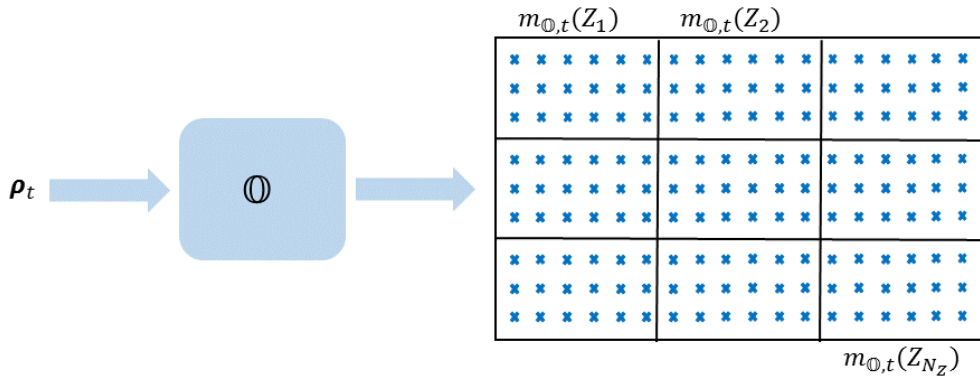 m_{𝕆,t}(Z_1) m_{𝕆,t}(Z_2)
ρ_t
𝕆
m_{𝕆,t}(Z_{N_Z})